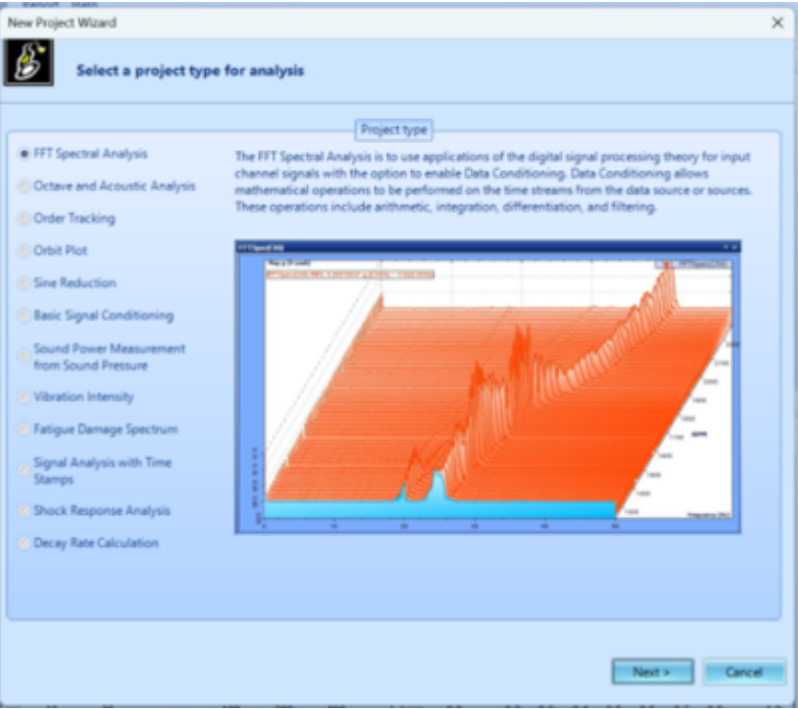 New Project Wizard
Select a project type for analysis
Project type
FFT Spectral Analysis
Octave and Acoustic Analysis
Order Tracking
Orbit Plot
Sine Reduction
Basic Signal Conditioning
Sound Power Measurement
from Sound Pressure
Vibration Intensity
Fatigue Damage Spectrum
Signal Analysis with Time
Stamps
Shock Response Analysis
Decay Rate Calculation
The FFT Spectral Analysis is to use applications of the digital signal processing theory for input
channel signals with the option to enable Data Conditioning. Data Conditioning allows
mathematical operations to be performed on the time streams from the data source or sources.
These operations include arithmetic, integration, differentiation, and filtering.
Next >
Cancel